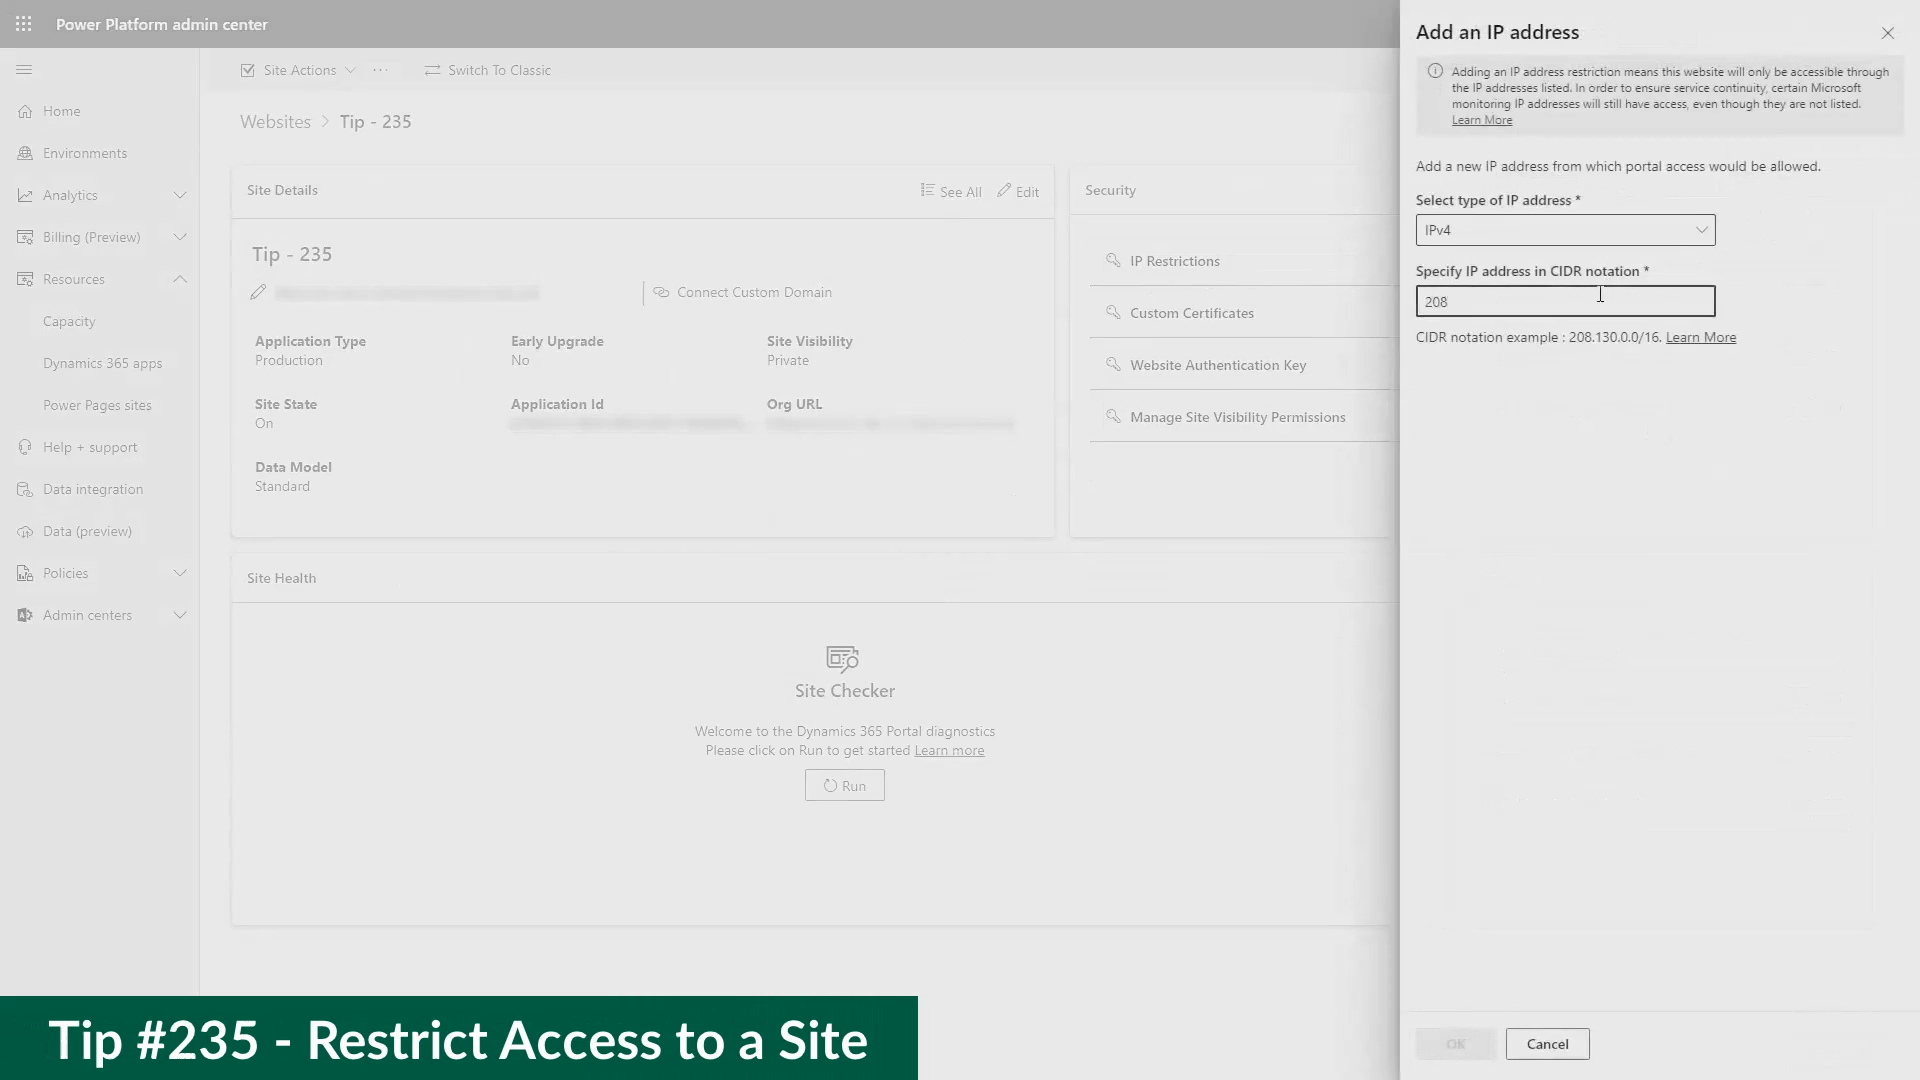 Power Platform admin center
Home
Environments
Analytics
Billing (Preview)
Resources
Capacity
Dynamics 365 apps
Power Pages sites
Help + support
Data integration
Data (preview)
Policies
Admin centers
Site Actions
Switch To Classic
Websites > Tip - 235
Site Details
See All
Edit
Tip - 235
Connect Custom Domain
Application Type
Production
Early Upgrade
No
Site Visibility
Private
Site State
On
Application Id
Org URL
Data Model
Standard
Security
IP Restrictions
Custom Certificates
Website Authentication Key
Manage Site Visibility Permissions
Site Health
Site Checker
Welcome to the Dynamics 365 Portal diagnostics
Please click on Run to get started Learn more
Run
Add an IP address
Adding an IP address restriction means this website will only be accessible through
the IP addresses listed. In order to ensure service continuity, certain Microsoft
monitoring IP addresses will still have access, even though they are not listed.
Learn More
Add a new IP address from which portal access would be allowed.
Select type of IP address *
IPv4
Specify IP address in CIDR notation *
208
CIDR notation example : 208.130.0.0/16. Learn More
OK
Cancel
Tip #235 - Restrict Access to a Site